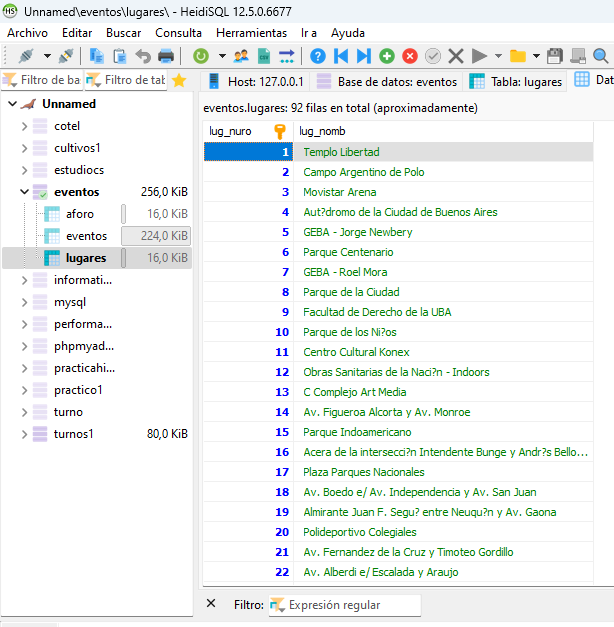 Unnamed\eventos\lugares\ - HeidiSQL 12.5.0.6677
Archivo Editar Buscar Consulta Herramientas Ir a Ayuda
Filtro de ba Filtro de tab Host: 127.0.0.1 Base de datos: eventos Tabla: lugares Dat
Unnamed
cotel
cultivos1
estudiocs
eventos 256,0 KiB
aforo 16,0 KiB
eventos 224,0 KiB
lugares 16,0 KiB
informati...
mysql
performa...
phpmyad...
practicahi...
practico1
turno
turnos1 80,0 KiB
eventos.lugares: 92 filas en total (aproximadamente)
lug_nuro lug_nomb
1 Templo Libertad
2 Campo Argentino de Polo
3 Movistar Arena
4 Aut?dromo de la Ciudad de Buenos Aires
5 GEBA - Jorge Newbery
6 Parque Centenario
7 GEBA - Roel Mora
8 Parque de la Ciudad
9 Facultad de Derecho de la UBA
10 Parque de los Ni?os
11 Centro Cultural Konex
12 Obras Sanitarias de la Naci?n - Indoors
13 C Complejo Art Media
14 Av. Figueroa Alcorta y Av. Monroe
15 Parque Indoamericano
16 Acera de la intersecci?n Intendente Bunge y Andr?s Bello...
17 Plaza Parques Nacionales
18 Av. Boedo e/ Av. Independencia y Av. San Juan
19 Almirante Juan F. Segu? entre Neuqu?n y Av. Gaona
20 Polideportivo Colegiales
21 Av. Fernandez de la Cruz y Timoteo Gordillo
22 Av. Alberdi e/ Escalada y Araujo
Filtro: Expresión regular